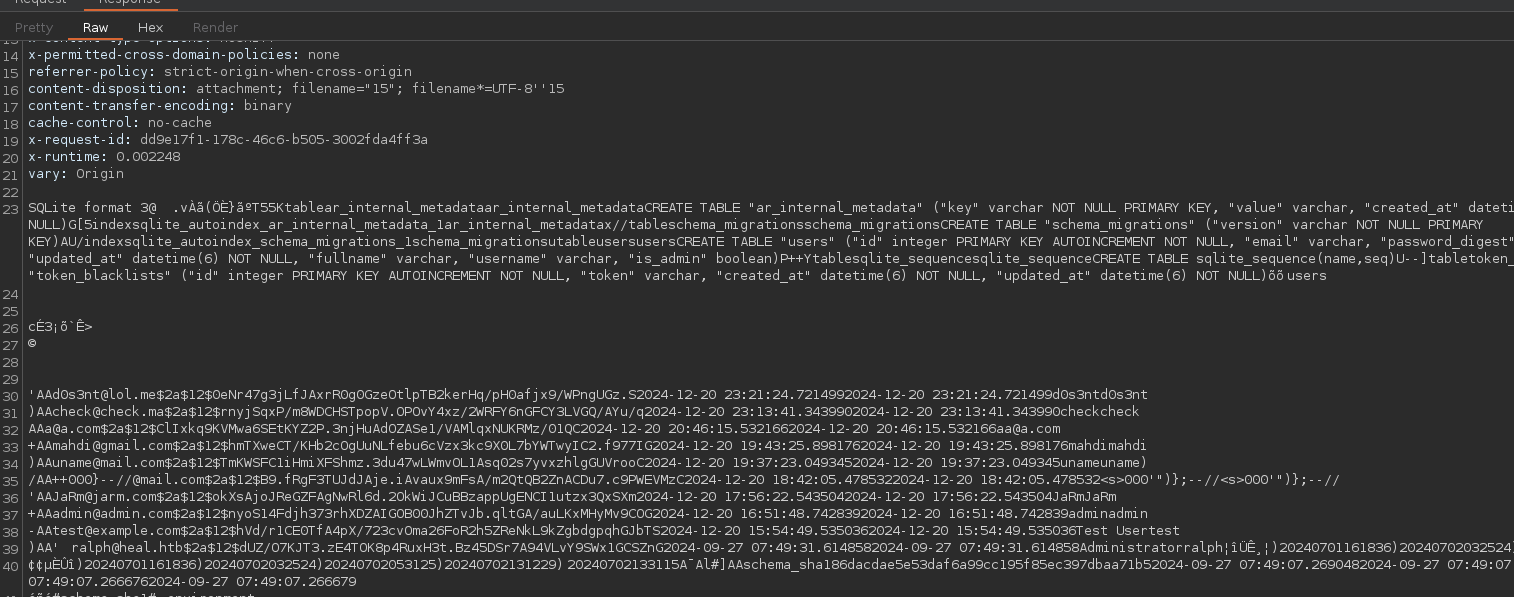 Request Response
Pretty Raw Hex Render
14 x-permitted-cross-domain-policies: none
15 referrer-policy: strict-origin-when-cross-origin
16 content-disposition: attachment; filename="15"; filename*=UTF-8''15
17 content-transfer-encoding: binary
18 cache-control: no-cache
19 x-request-id: dd9e17f1-178c-46c6-b505-3002fda4ff3a
20 x-runtime: 0.002248
21 vary: Origin
22
23 SQLite format 3@ .vÀã(ÖÈ}ãºT55Ktablear_internal_metadataar_internal_metadataCREATE TABLE "ar_internal_metadata" ("key" varchar NOT NULL PRIMARY KEY, "value" varchar, "created_at" dateti
NULL)G[5indexsqlite_autoindex_ar_internal_metadata_1ar_internal_metadatax//tableschema_migrationsschema_migrationsCREATE TABLE "schema_migrations" ("version" varchar NOT NULL PRIMARY
KEY)AU/indexsqlite_autoindex_schema_migrations_1schema_migrationsutableusersusersCREATE TABLE "users" ("id" integer PRIMARY KEY AUTOINCREMENT NOT NULL, "email" varchar, "password_digest"
"updated_at" datetime(6) NOT NULL, "fullname" varchar, "username" varchar, "is_admin" boolean)P++Ytablesqlite_sequencesqlite_sequenceCREATE TABLE sqlite_sequence(name,seq)U--]tabletoken_
"token_blacklists" ("id" integer PRIMARY KEY AUTOINCREMENT NOT NULL, "token" varchar, "created_at" datetime(6) NOT NULL, "updated_at" datetime(6) NOT NULL)õõusers
24
25
26 cÉ3¡õ`Ê>
27 ©
28
29
30 'AAd0s3nt@lol.me$2a$12$0eNr47g3jLfJAxrR0g0GzeOtlpTB2kerHq/pH0afjx9/WPngUGz.S2024-12-20 23:21:24.7214992024-12-20 23:21:24.721499d0s3ntd0s3nt
31 )AAcheck@check.ma$2a$12$rnyjSqxP/m8WDCHSTpopV.OPOvY4xz/2WRFY6nGFCY3LVGQ/AYu/q2024-12-20 23:13:41.3439902024-12-20 23:13:41.343990checkcheck
32 AAa@a.com$2a$12$ClIxkq9KVMwa6SEtKYZ2P.3njHuAdOZASe1/VAMlqxNUKRMz/01QC2024-12-20 20:46:15.5321662024-12-20 20:46:15.532166aa@a.com
33 +AAmahdi@gmail.com$2a$12$hmTXweCT/KHb2cOgUuNLfebu6cVzx3kc9X0L7bYWTwyIC2.f977IG2024-12-20 19:43:25.8981762024-12-20 19:43:25.898176mahdimahdi
34 )AAuname@mail.com$2a$12$TmKWSFC1iHmiXFShmz.3du47wLWmvOL1Asq02s7yvxzhlgGUVrooC2024-12-20 19:37:23.0493452024-12-20 19:37:23.049345unameuname)
35 /AA++000}--//@mail.com$2a$12$B9.fRgF3TUJdJAje.iAvaux9mFsA/m2QtQB2ZnACDu7.c9PWEVMzC2024-12-20 18:42:05.4785322024-12-20 18:42:05.478532<s>000'")};--//<s>000'")};--//
36 'AAJaRm@jarm.com$2a$12$okXsAjoJReGZFAgNwRl6d.2OkWiJCuBBzappUgENCI1utzx3QxSXm2024-12-20 17:56:22.5435042024-12-20 17:56:22.543504JaRmJaRm
37 +AAadmin@admin.com$2a$12$nyoS14Fdjh373rhXDZAIGOB00JhZTvJb.qltGA/auLKxMHyMv9COG2024-12-20 16:51:48.7428392024-12-20 16:51:48.742839adminadmin
38 -AAtest@example.com$2a$12$hVd/rlCE0TfA4pX/723cvOma26FoR2h5ZReNkL9kZgbdgpqhGJbTS2024-12-20 15:54:49.5350362024-12-20 15:54:49.535036Test Usertest
39 )AA' ralph@heal.htb$2a$12$dUZ/O7KJT3.zE4TOK8p4RuxH3t.Bz45DSr7A94VLvY9SWx1GCSZnG2024-09-27 07:49:31.6148582024-09-27 07:49:31.614858Administratorralph¦îÜÊ¸¦)20240701161836)20240702032524)
40 ¢¢µËÛî)20240701161836)20240702032524)20240702053125)20240702131229) 20240702133115A¯Al#]AAschema_sha186dacdae5e53daf6a99cc195f85ec397dbaa71b52024-09-27 07:49:07.2690482024-09-27 07:49:07
07:49:07.2666762024-09-27 07:49:07.266679